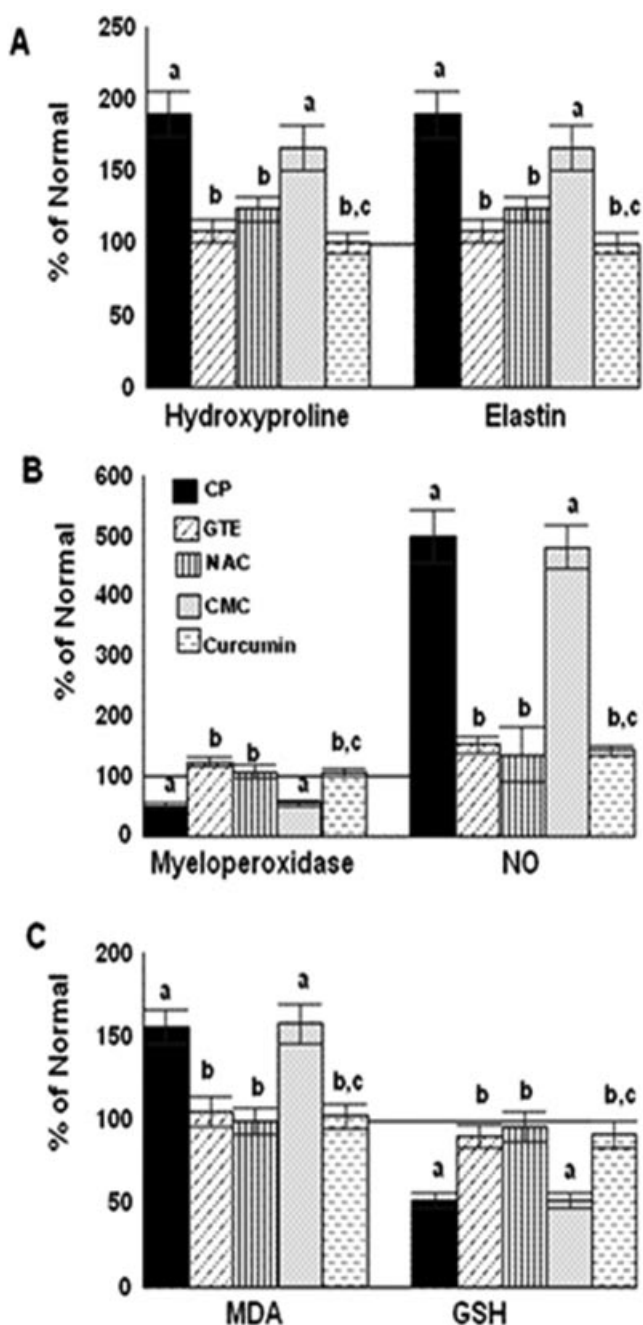 A
% of Normal
250
200
150
100
50
0
a
b
b
a
b,c
a
b
b
a
b,c
Hydroxyproline
Elastin
B
% of Normal
600
500
400
300
200
100
0
CP
GTE
NAC
CMC
Curcumin
a
b
b
a
b,c
a
b
b
a
b,c
Myeloperoxidase
NO
C
% of Normal
200
150
100
50
0
a
b
b
a
b,c
a
b
b
a
b,c
MDA
GSH